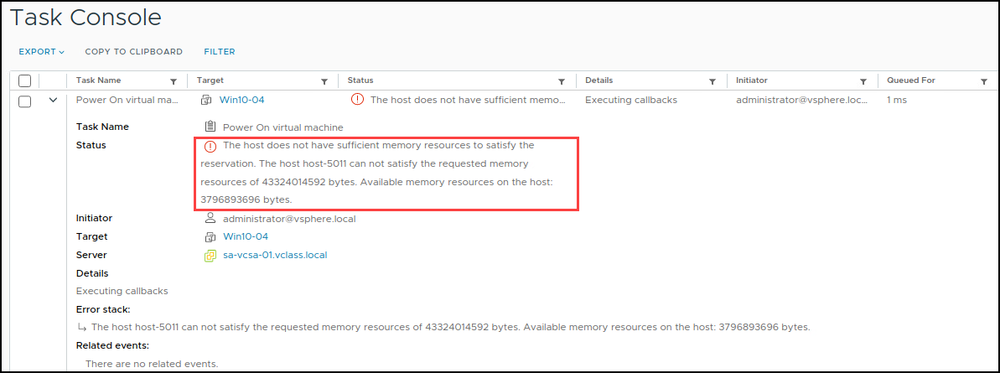 Task Console
EXPORT COPY TO CLIPBOARD FILTER
Task Name Target Status Details Initiator Queued For
Power On virtual ma... Win10-04 The host does not have sufficient memo... Executing callbacks administrator@vsphere.loc... 1 ms
Task Name Power On virtual machine
Status The host does not have sufficient memory resources to satisfy the
reservation. The host host-5011 can not satisfy the requested memory
resources of 43324014592 bytes. Available memory resources on the host:
3796893696 bytes.
Initiator administrator@vsphere.local
Target Win10-04
Server sa-vcsa-01.vclass.local
Details
Executing callbacks
Error stack:
The host host-5011 can not satisfy the requested memory resources of 43324014592 bytes. Available memory resources on the host: 3796893696 bytes.
Related events:
There are no related events.